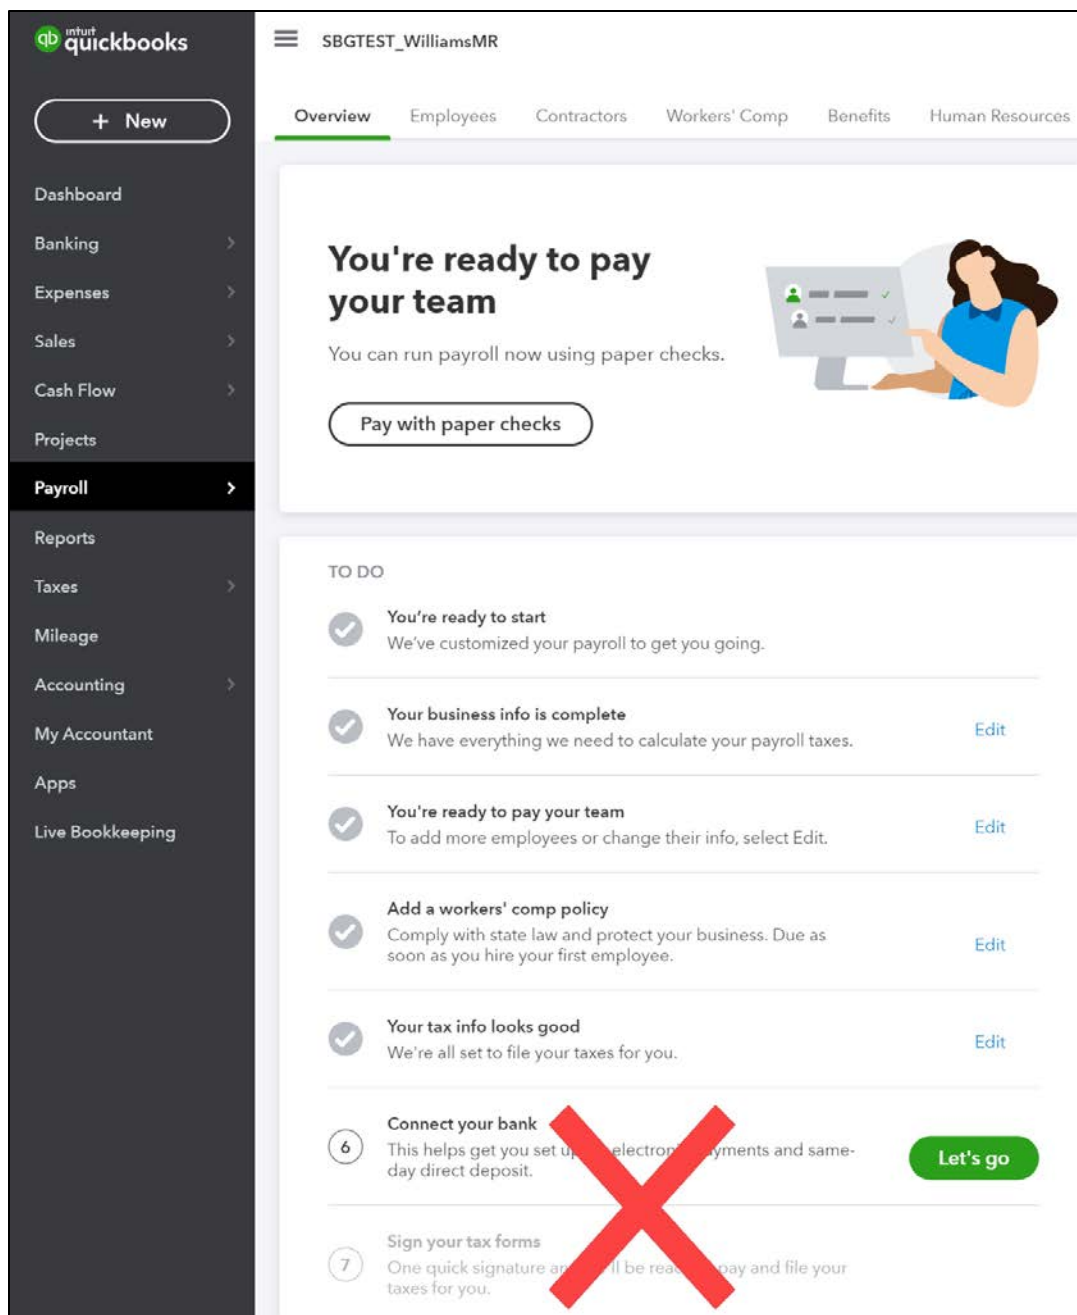 intuit
quickbooks
SBGTEST_WilliamsMR
+ New
Overview Employees Contractors Workers' Comp Benefits Human Resources
Dashboard
Banking
Expenses
Sales
Cash Flow
Projects
Payroll
Reports
Taxes
Mileage
Accounting
My Accountant
Apps
Live Bookkeeping
You're ready to pay
your team
You can run payroll now using paper checks.
Pay with paper checks
TO DO
You're ready to start
We've customized your payroll to get you going.
Your business info is complete
We have everything we need to calculate your payroll taxes.
Edit
You're ready to pay your team
To add more employees or change their info, select Edit.
Edit
Add a workers' comp policy
Comply with state law and protect your business. Due as
soon as you hire your first employee.
Edit
Your tax info looks good
We're all set to file your taxes for you.
Edit
6
Connect your bank
This helps get you set and same-
day direct deposit.
Let's go
7
Sign your tax forms
One quick signature be pay and file your
taxes for you.